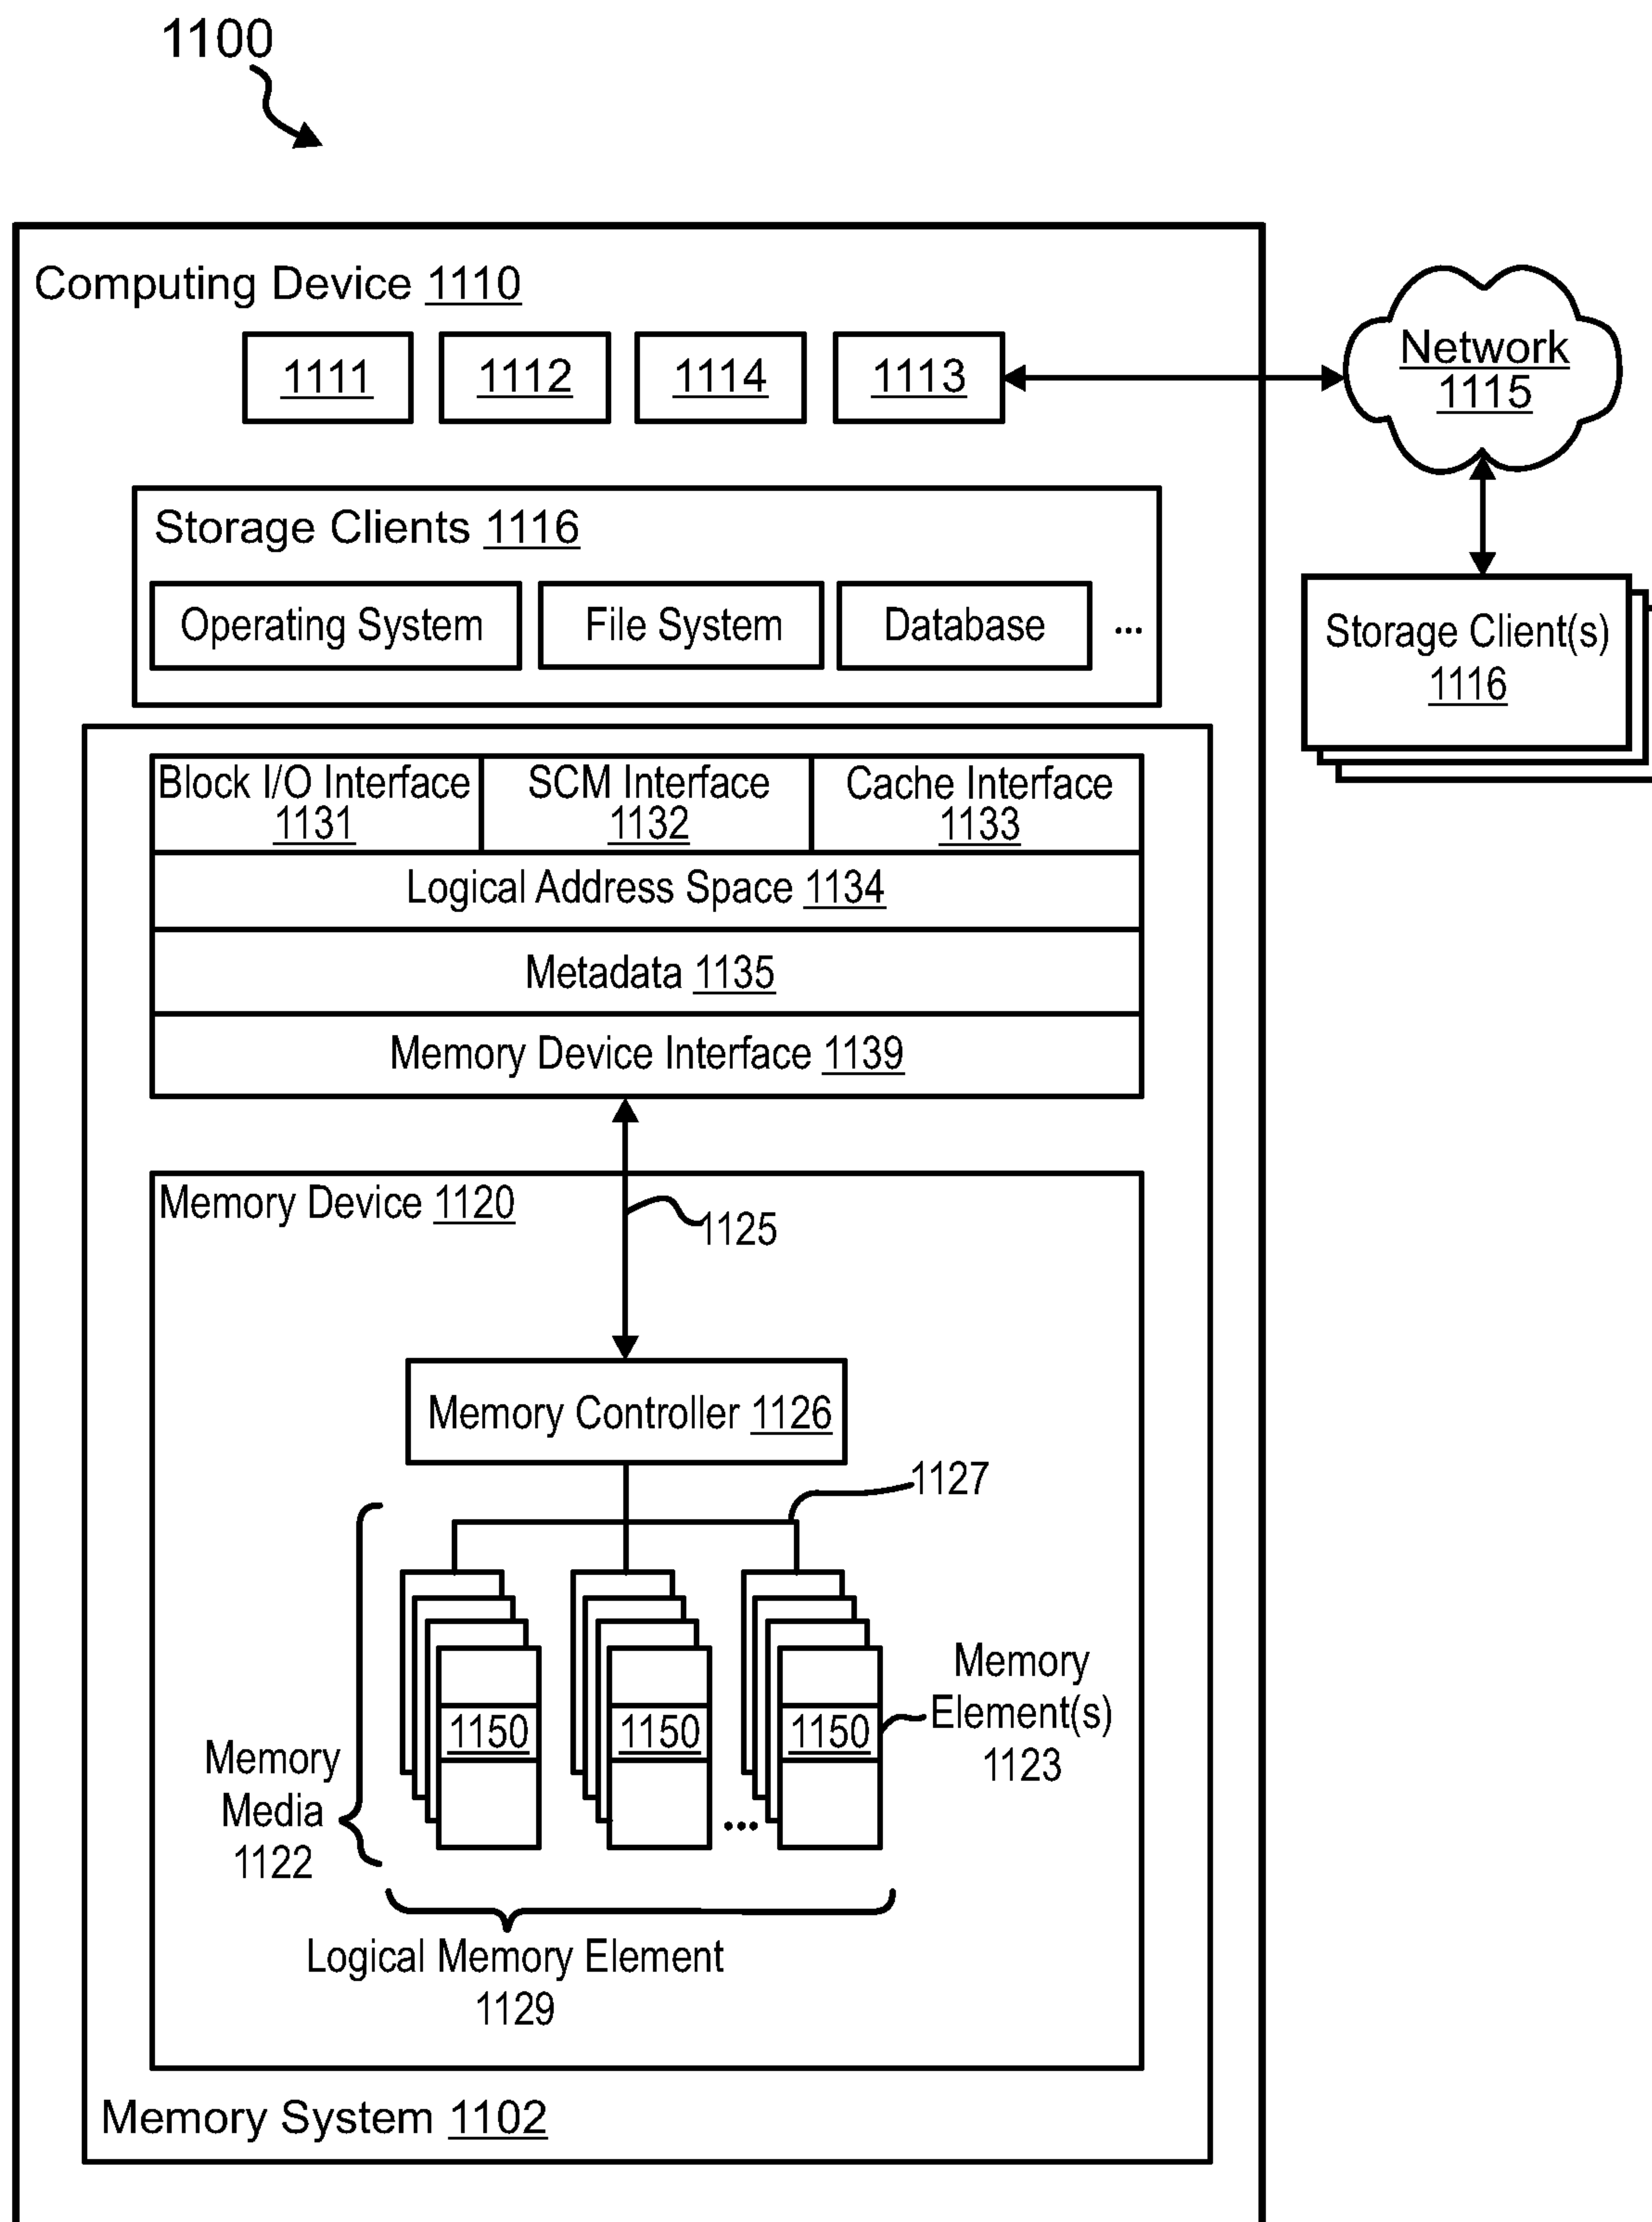 1100
Computing Device 1110
1111
1112
1114
1113
Network
1115
Storage Clients 1116
Operating System
File System
Database
...
Storage Client(s)
1116
Block I/O Interface
1131
SCM Interface
1132
Cache Interface
1133
Logical Address Space 1134
Metadata 1135
Memory Device Interface 1139
Memory Device 1120
1125
Memory Controller 1126
1127
Memory
Element(s)
1123
1150
1150
1150
...
Memory
Media
1122
Logical Memory Element
1129
Memory System 1102